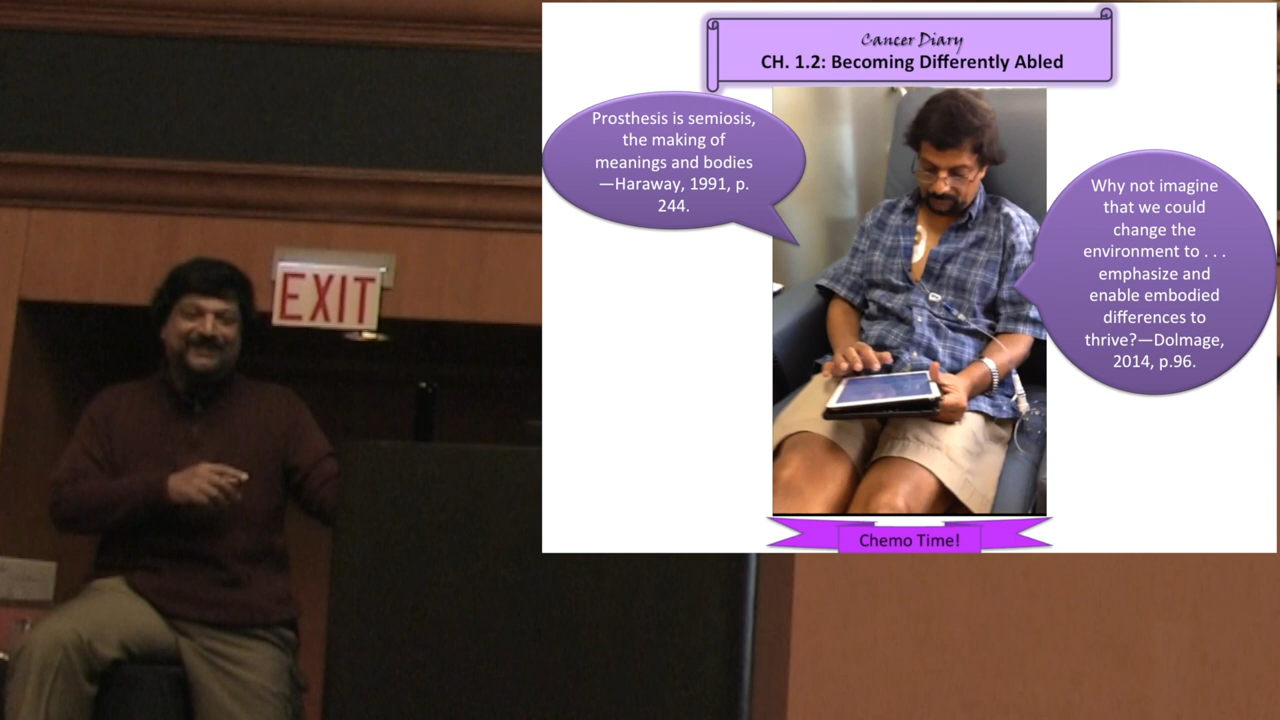 Cancer Diary
CH. 1.2: Becoming Differently Abled
Prosthesis is semiosis,
the making of
meanings and bodies
—Haraway, 1991, p.
244.
Why not imagine
that we could
change the
environment to . . .
emphasize and
enable embodied
differences to
thrive?—Dolmage,
2014, p.96.
EXIT
Chemo Time!